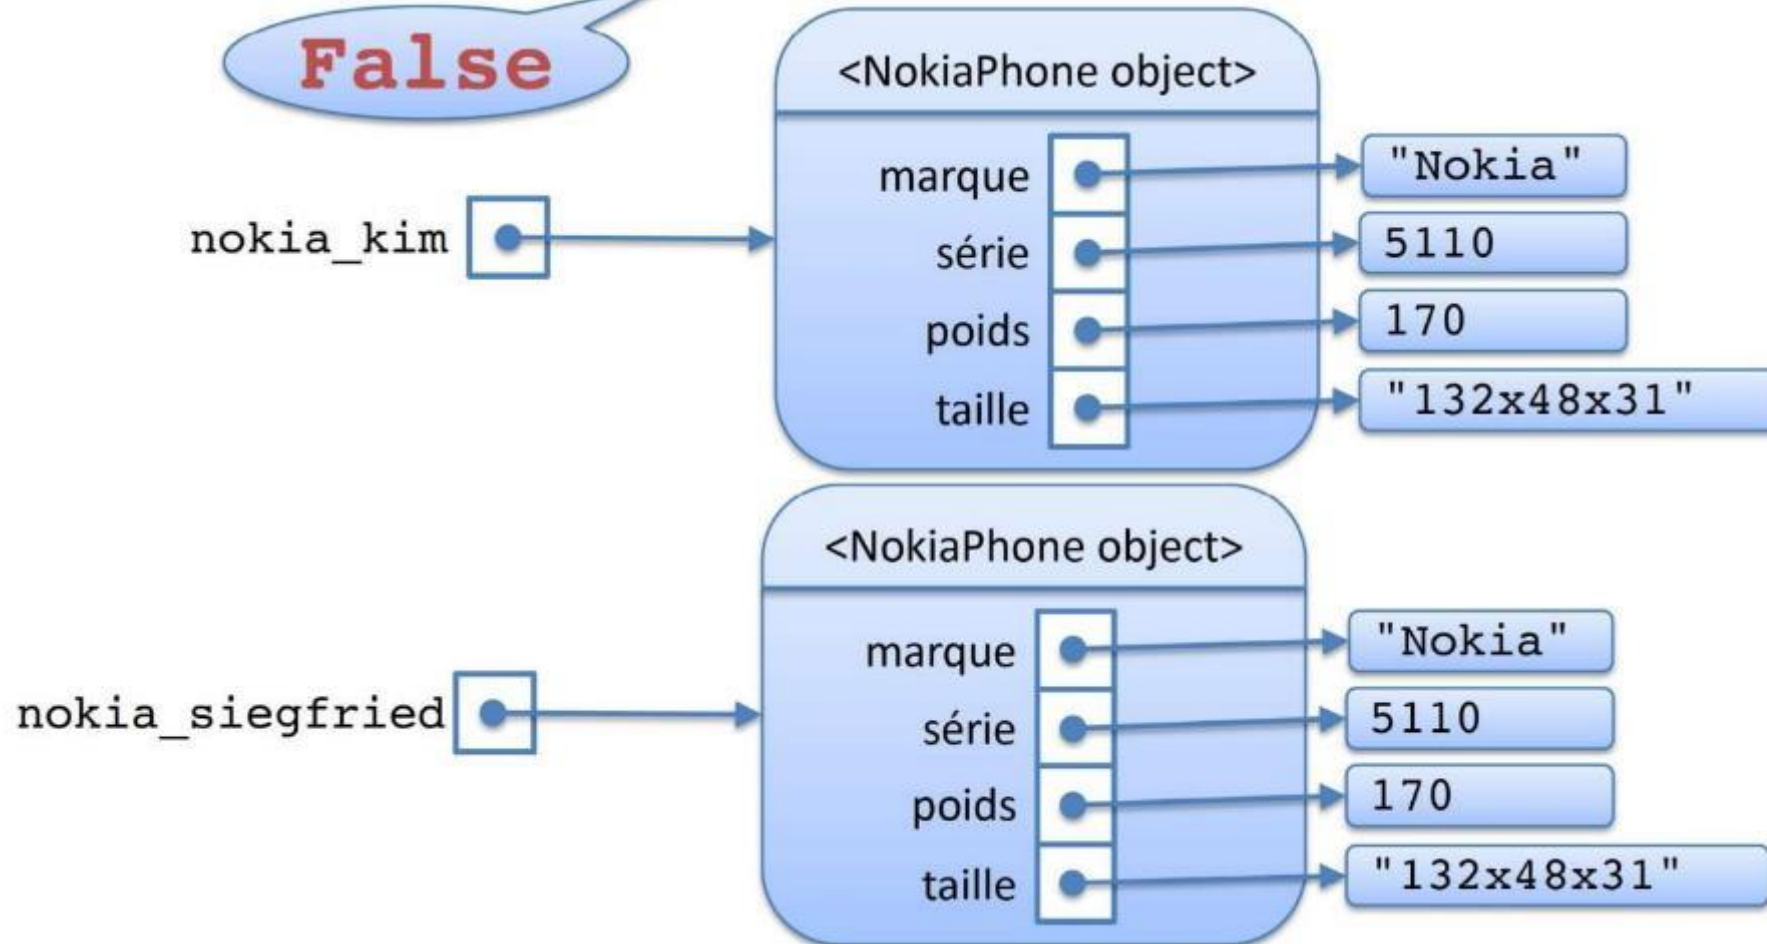 False
<NokiaPhone object>
marque "Nokia"
nokia_kim
série 5110
poids 170
taille "132x48x31"
<NokiaPhone object>
marque "Nokia"
nokia_siegfried
série 5110
poids 170
taille "132x48x31"